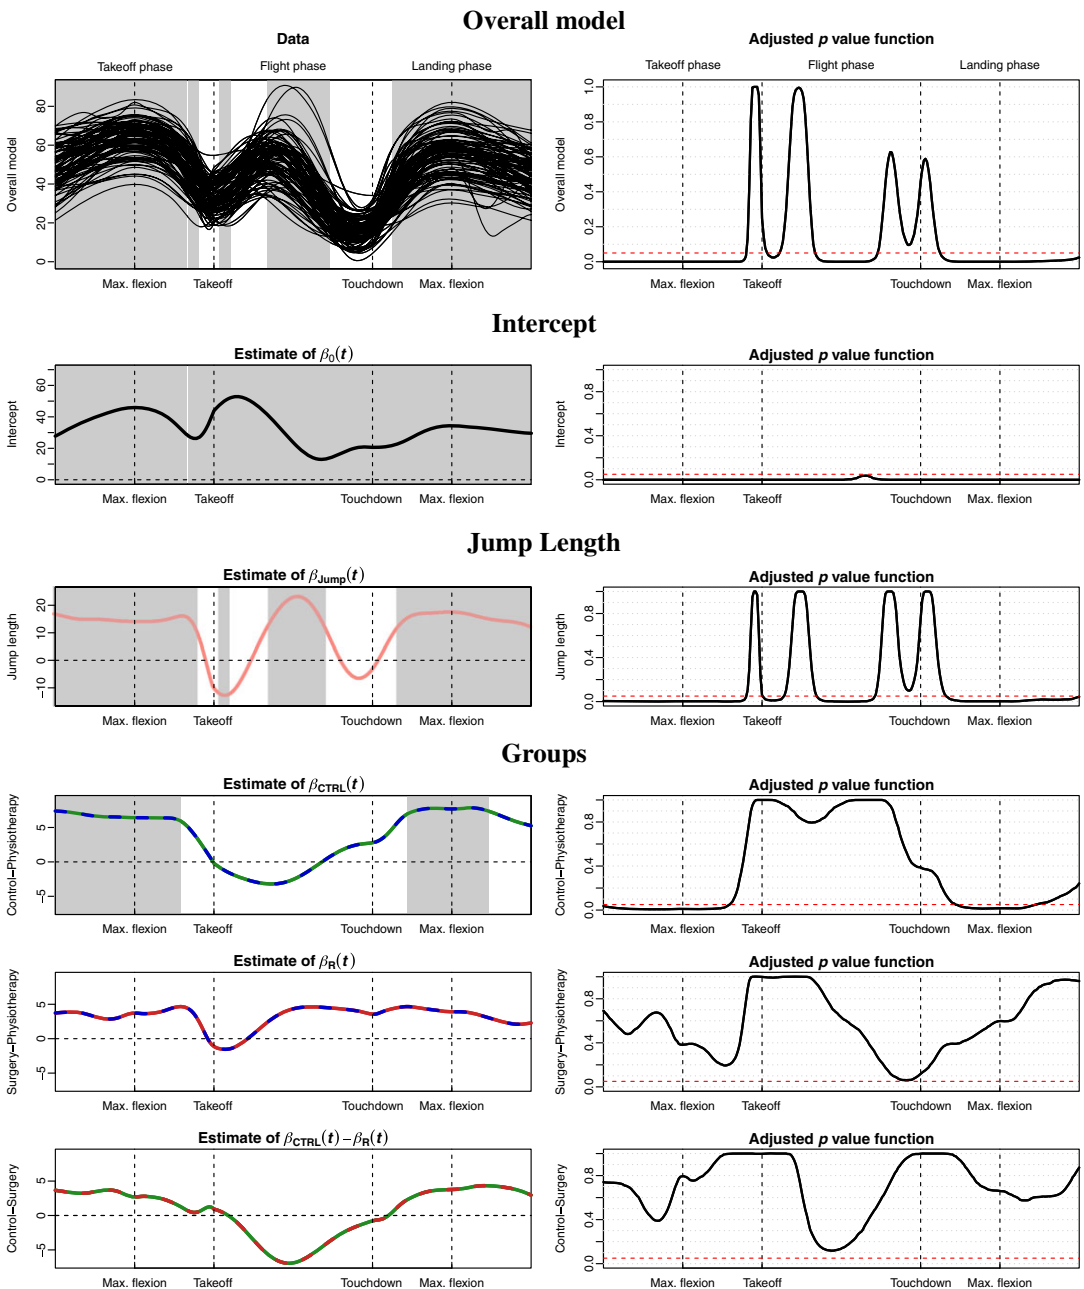 Overall model
Data
Adjusted p value function
Takeoff phase Flight phase Landing phase
Takeoff phase Flight phase Landing phase
Overall model
0 20 40 60 80
Max. flexion Takeoff Touchdown Max. flexion
Overall model
0.0 0.2 0.4 0.6 0.8 1.0
Max. flexion Takeoff Touchdown Max. flexion
Intercept
Estimate of β0(t)
Adjusted p value function
Intercept
0 20 40 60
Max. flexion Takeoff Touchdown Max. flexion
Intercept
0.0 0.4 0.8
Max. flexion Takeoff Touchdown Max. flexion
Jump Length
Estimate of βJump(t)
Adjusted p value function
Jump length
−10 0 10 20
Max. flexion Takeoff Touchdown Max. flexion
Jump length
0.0 0.4 0.8
Max. flexion Takeoff Touchdown Max. flexion
Groups
Estimate of βCTRL(t)
Adjusted p value function
Control−Physiotherapy
−5 0 5
Max. flexion Takeoff Touchdown Max. flexion
Control−Physiotherapy
0.0 0.4 0.8
Max. flexion Takeoff Touchdown Max. flexion
Estimate of βR(t)
Adjusted p value function
Surgery−Physiotherapy
−5 0 5
Max. flexion Takeoff Touchdown Max. flexion
Surgery−Physiotherapy
0.0 0.4 0.8
Max. flexion Takeoff Touchdown Max. flexion
Estimate of βCTRL(t) − βR(t)
Adjusted p value function
Control−Surgery
−5 0 5
Max. flexion Takeoff Touchdown Max. flexion
Control−Surgery
0.0 0.4 0.8
Max. flexion Takeoff Touchdown Max. flexion